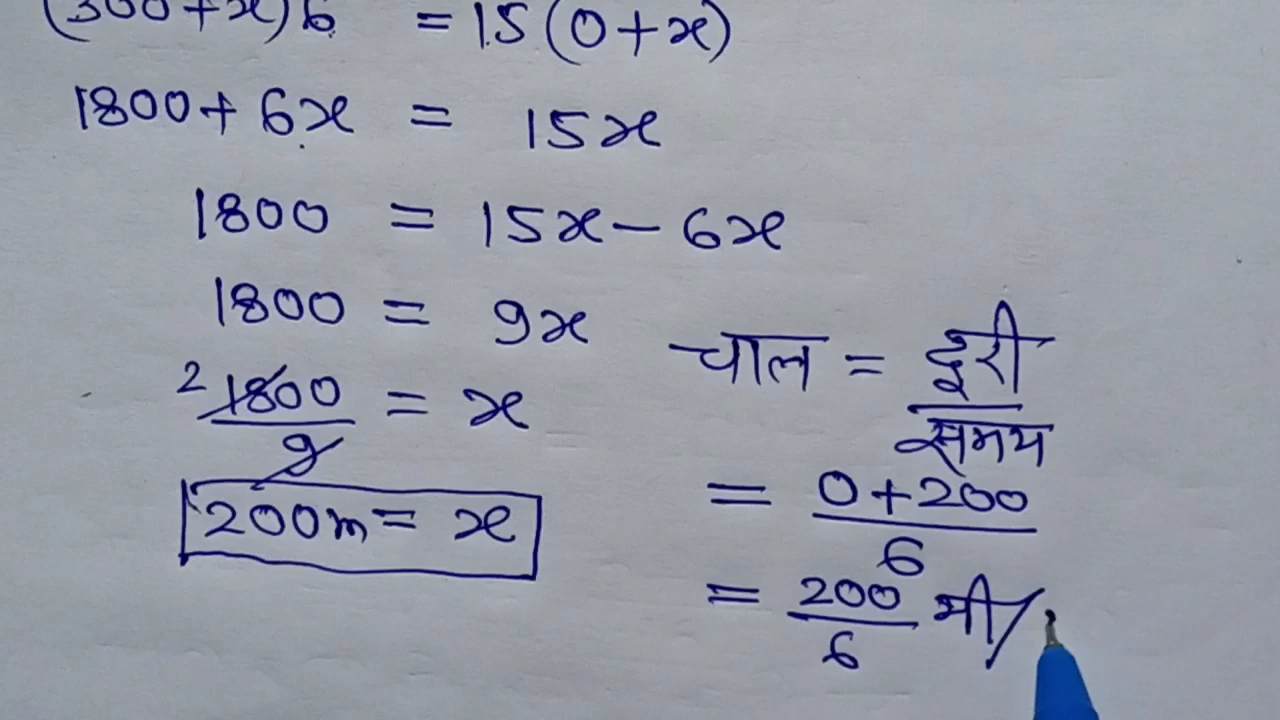 (300+x)6 = 15(0+x)
1800+6x = 15x
1800 = 15x-6x
1800 = 9x
2 1800/9 = x
200m = x
चाल = दूरी/समय
= 0+200/6
= 200/6 मी/